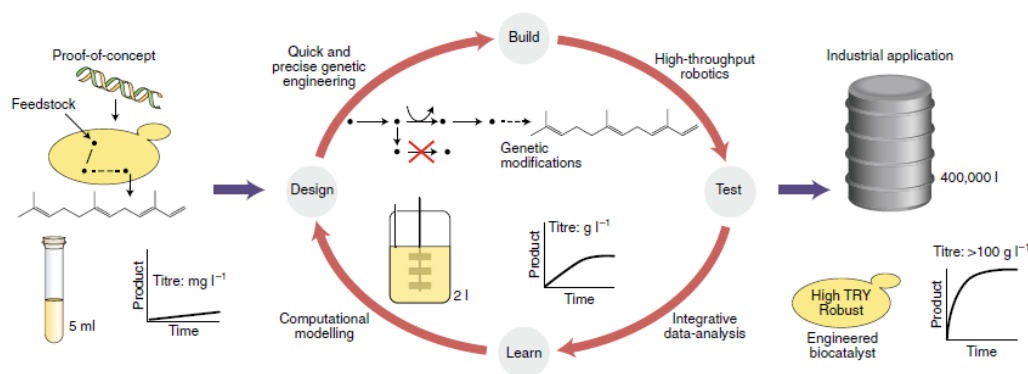 Proof-of-concept
Feedstock
Titre: mg l⁻¹
Product
Time
5 ml
Quick and
precise genetic
engineering
Build
High-throughput
robotics
Genetic
modifications
Design
Test
2 l
Titre: g l⁻¹
Product
Time
Computational
modelling
Learn
Integrative
data-analysis
Industrial application
400,000 l
High TRY
Robust
Engineered
biocatalyst
Titre: >100 g l⁻¹
Product
Time